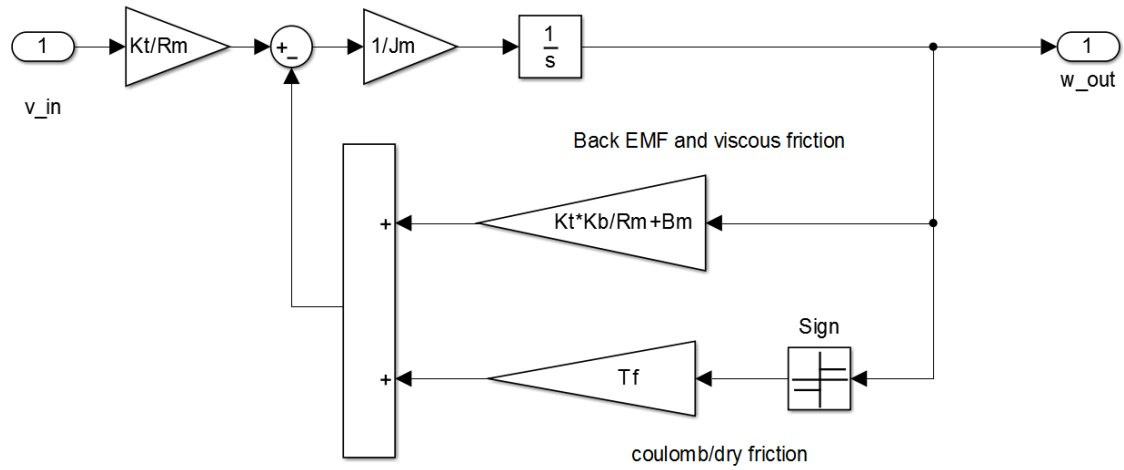 1
v_in
Kt/Rm
+
−
1/Jm
1
s
1
w_out
Back EMF and viscous friction
+
Kt*Kb/Rm+Bm
Sign
+
Tf
coulomb/dry friction